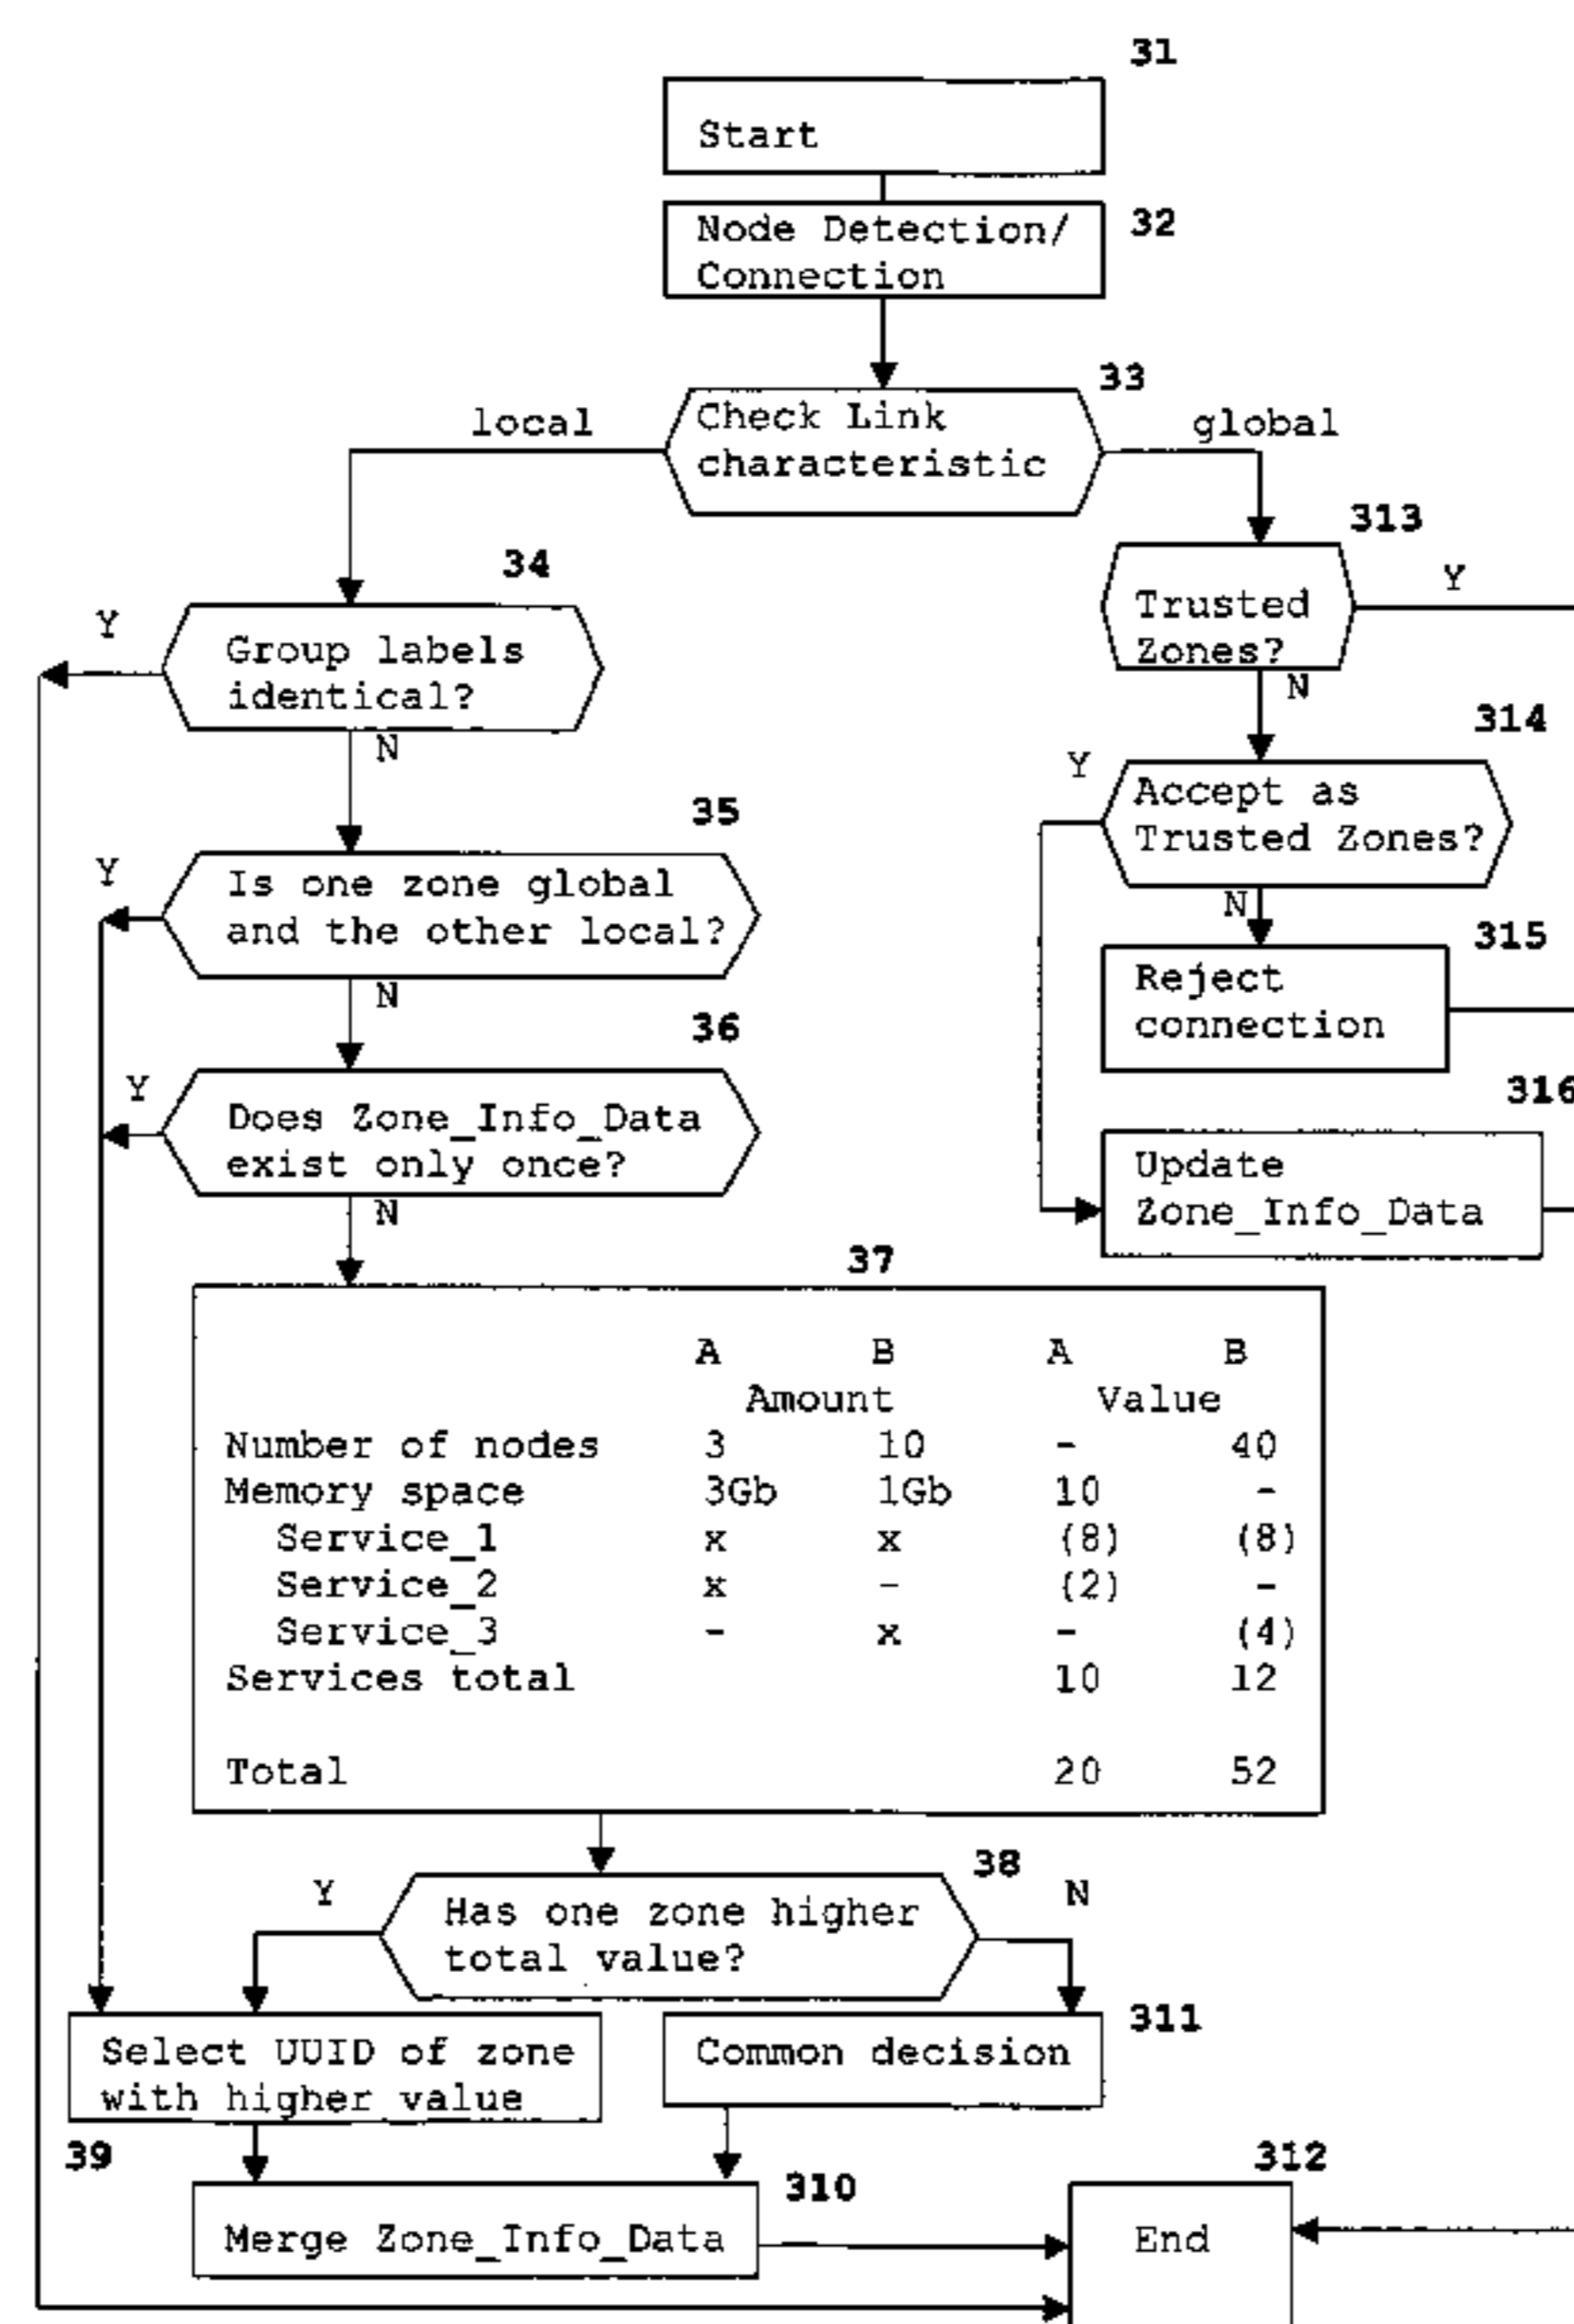 31
Start
Node Detection/
Connection
32
33
local
Check Link
characteristic
global
313
34
Y
Group labels
identical?
N
Trusted
Zones?
Y
N
314
Y
Accept as
Trusted Zones?
N
35
Y
Is one zone global
and the other local?
N
315
Reject
connection
36
Y
Does Zone_Info_Data
exist only once?
N
316
Update
Zone_Info_Data
37
A B A B
Amount Value
Number of nodes 3 10 - 40
Memory space 3Gb 1Gb 10 -
Service_1 x x (8) (8)
Service_2 x - (2) -
Service_3 - x - (4)
Services total 10 12
Total 20 52
38
Y
Has one zone higher
total value?
N
Select UUID of zone
with higher value
39
Common decision
311
310
Merge Zone_Info_Data
312
End